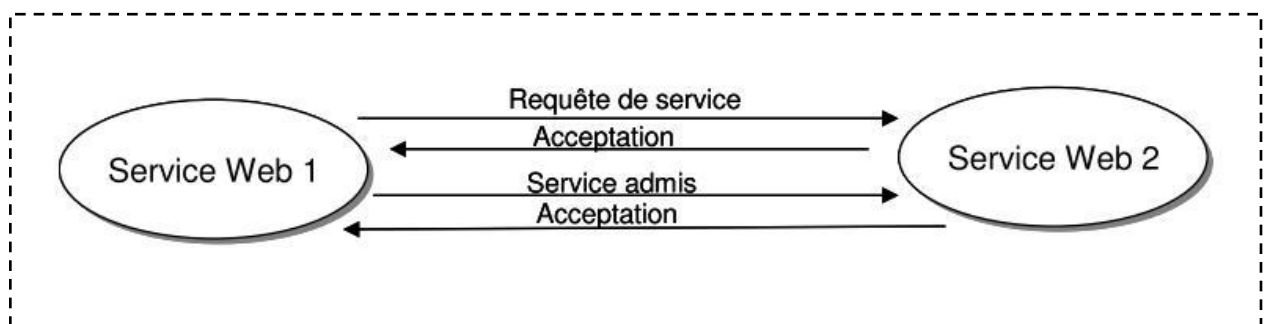 Requête de service
Acceptation
Service Web 1
Service Web 2
Service admis
Acceptation